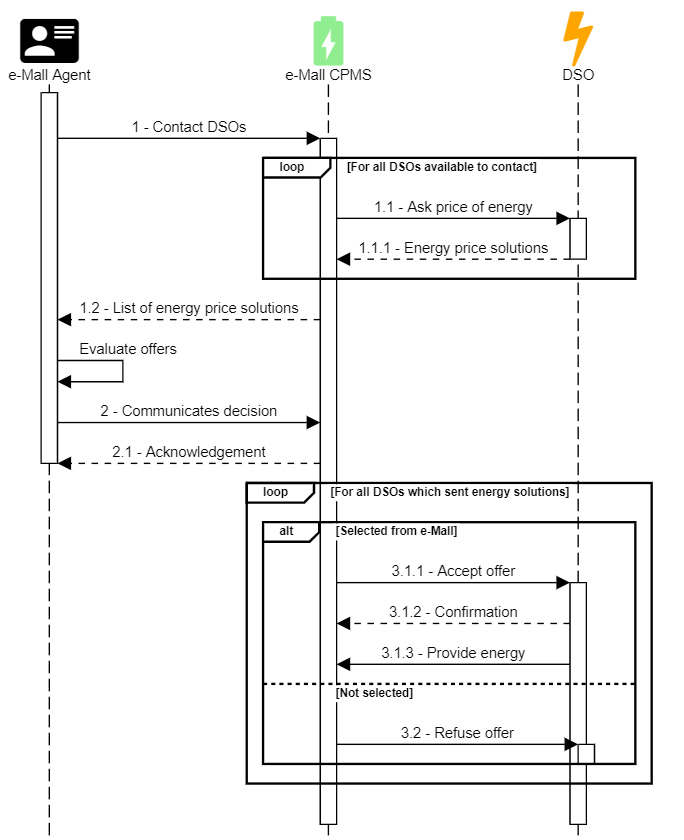 e-Mall Agent
e-Mall CPMS
DSO
1 - Contact DSOs
loop
[For all DSOs available to contact]
1.1 - Ask price of energy
1.1.1 - Energy price solutions
1.2 - List of energy price solutions
Evaluate offers
2 - Communicates decision
2.1 - Acknowledgement
loop
[For all DSOs which sent energy solutions]
alt
[Selected from e-Mall]
3.1.1 - Accept offer
3.1.2 - Confirmation
3.1.3 - Provide energy
[Not selected]
3.2 - Refuse offer